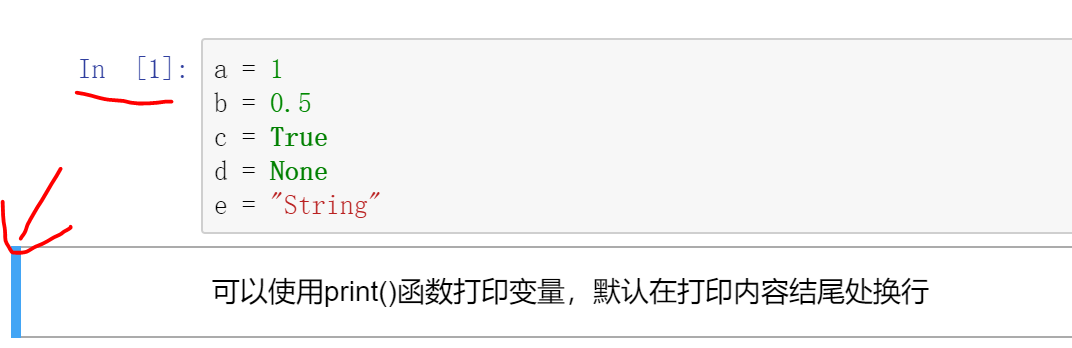 In [1]:
a = 1
b = 0.5
c = True
d = None
e = "String"
可以使用print()函数打印变量，默认在打印内容结尾处换行